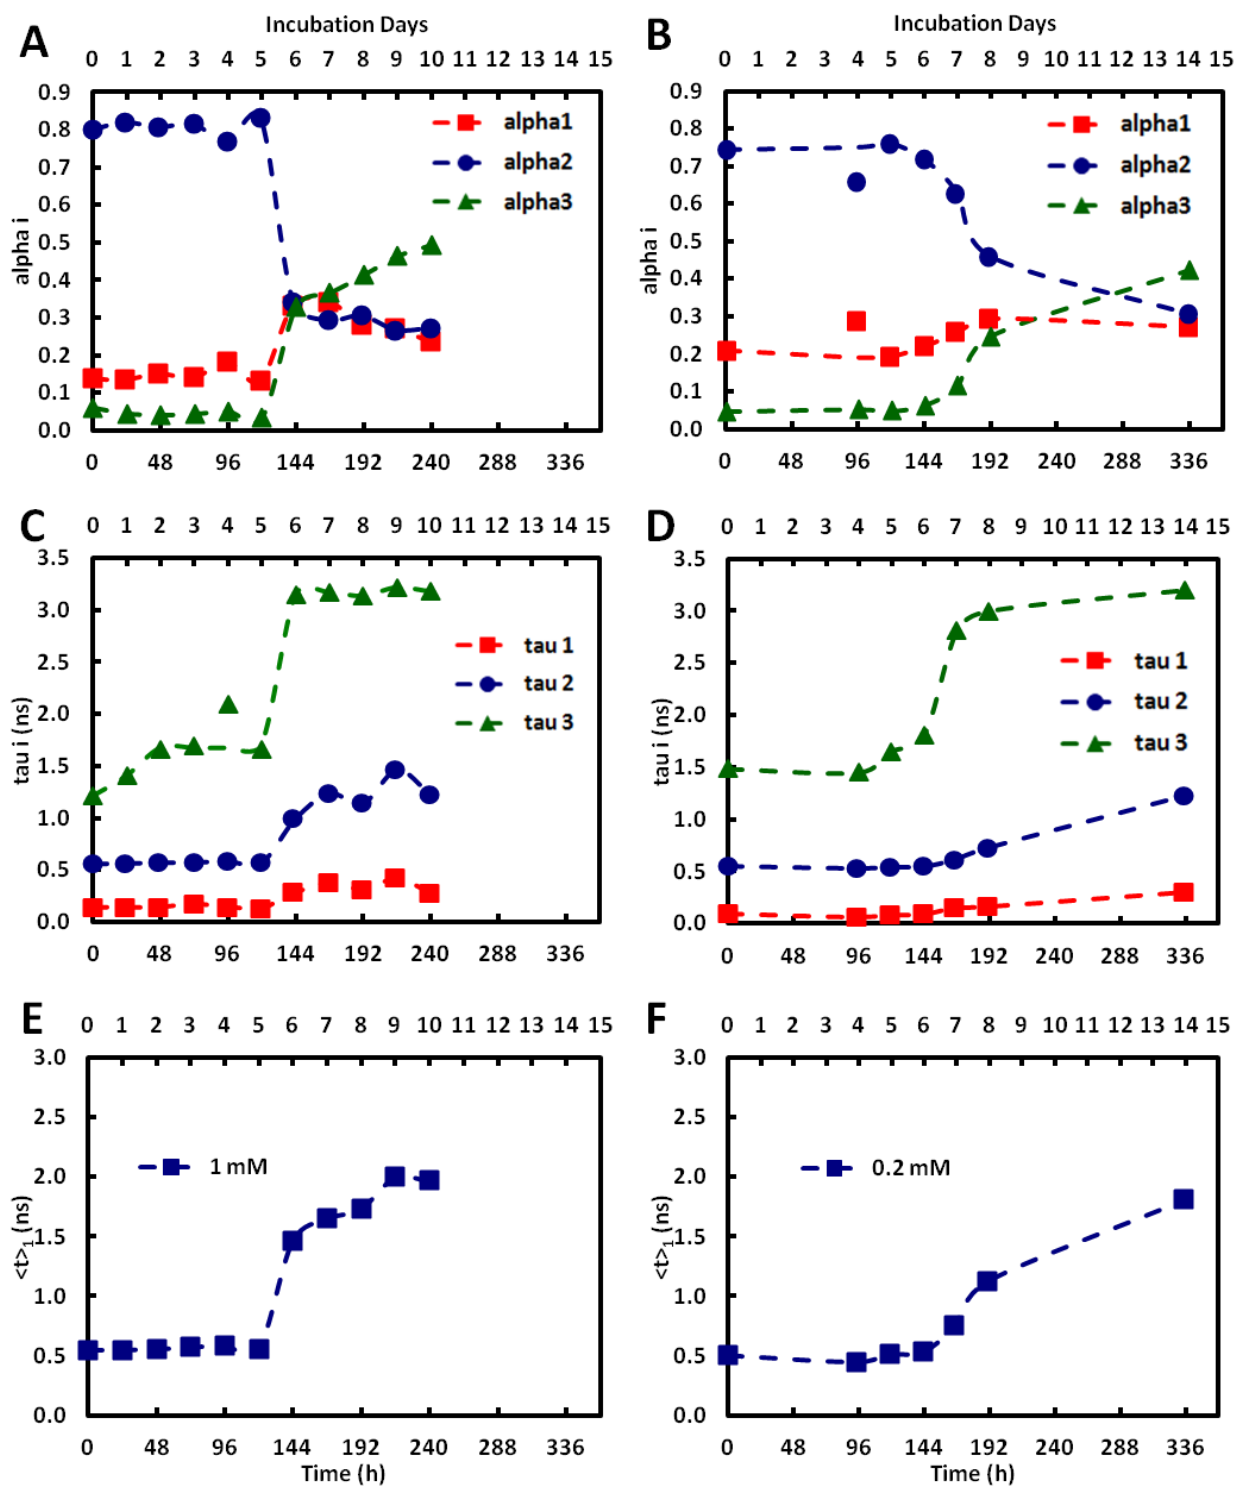 A
Incubation Days
0 1 2 3 4 5 6 7 8 9 10 11 12 13 14 15
0.9
0.8
0.7
0.6
0.5
0.4
0.3
0.2
0.1
0.0
alpha i
alpha1
alpha2
alpha3
0 48 96 144 192 240 288 336
B
Incubation Days
0 1 2 3 4 5 6 7 8 9 10 11 12 13 14 15
0.9
0.8
0.7
0.6
0.5
0.4
0.3
0.2
0.1
0.0
alpha i
alpha1
alpha2
alpha3
0 48 96 144 192 240 288 336
C
0 1 2 3 4 5 6 7 8 9 10 11 12 13 14 15
3.5
3.0
2.5
2.0
1.5
1.0
0.5
0.0
tau i (ns)
tau 1
tau 2
tau 3
0 48 96 144 192 240 288 336
D
0 1 2 3 4 5 6 7 8 9 10 11 12 13 14 15
3.5
3.0
2.5
2.0
1.5
1.0
0.5
0.0
tau i (ns)
tau 1
tau 2
tau 3
0 48 96 144 192 240 288 336
E
0 1 2 3 4 5 6 7 8 9 10 11 12 13 14 15
3.0
2.5
2.0
1.5
1.0
0.5
0.0
<t>1 (ns)
1 mM
0 48 96 144 192 240 288 336
Time (h)
F
0 1 2 3 4 5 6 7 8 9 10 11 12 13 14 15
3.0
2.5
2.0
1.5
1.0
0.5
0.0
<t>1 (ns)
0.2 mM
0 48 96 144 192 240 288 336
Time (h)